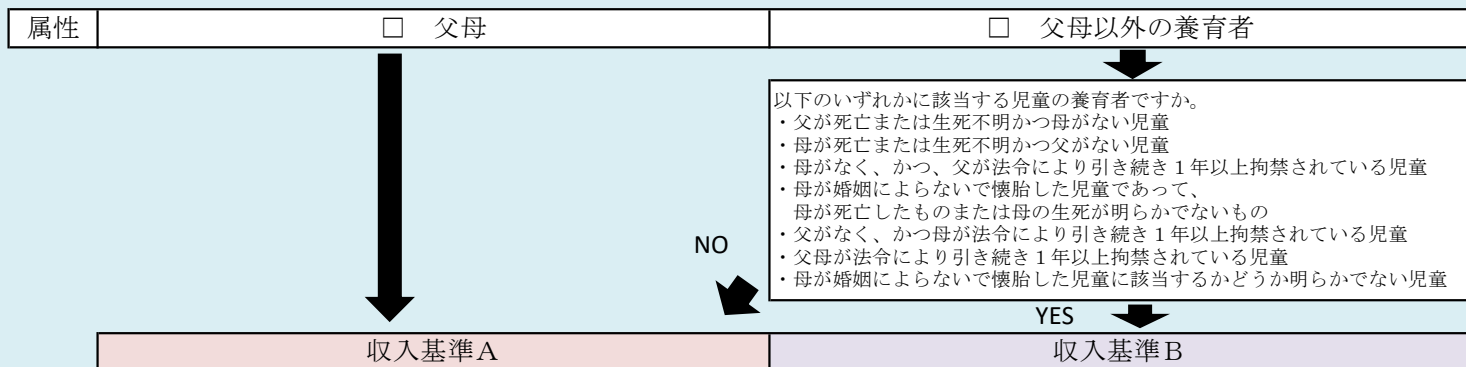 属性 □ 父母 □ 父母以外の養育者
以下のいずれかに該当する児童の養育者ですか。
・父が死亡または生死不明かつ母がない児童
・母が死亡または生死不明かつ父がない児童
・母がなく、かつ、父が法令により引き続き１年以上拘禁されている児童
・母が婚姻によらないで懐胎した児童であって、
母が死亡したものまたは母の生死が明らかでないもの
・父がなく、かつ母が法令により引き続き１年以上拘禁されている児童
・父母が法令により引き続き１年以上拘禁されている児童
・母が婚姻によらないで懐胎した児童に該当するかどうか明らかでない児童
NO
YES
収入基準Ａ 収入基準Ｂ